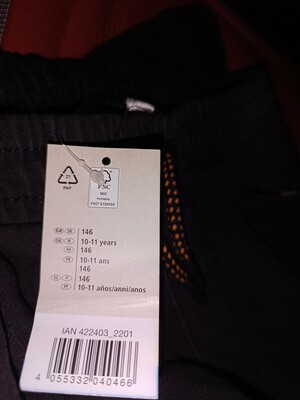 21
PAP
FSC
MIX
146
10-11 years
146
10-11 ans
146
146
10-11 años/anni/anos
IAN 422403_2201
4 055332 040466